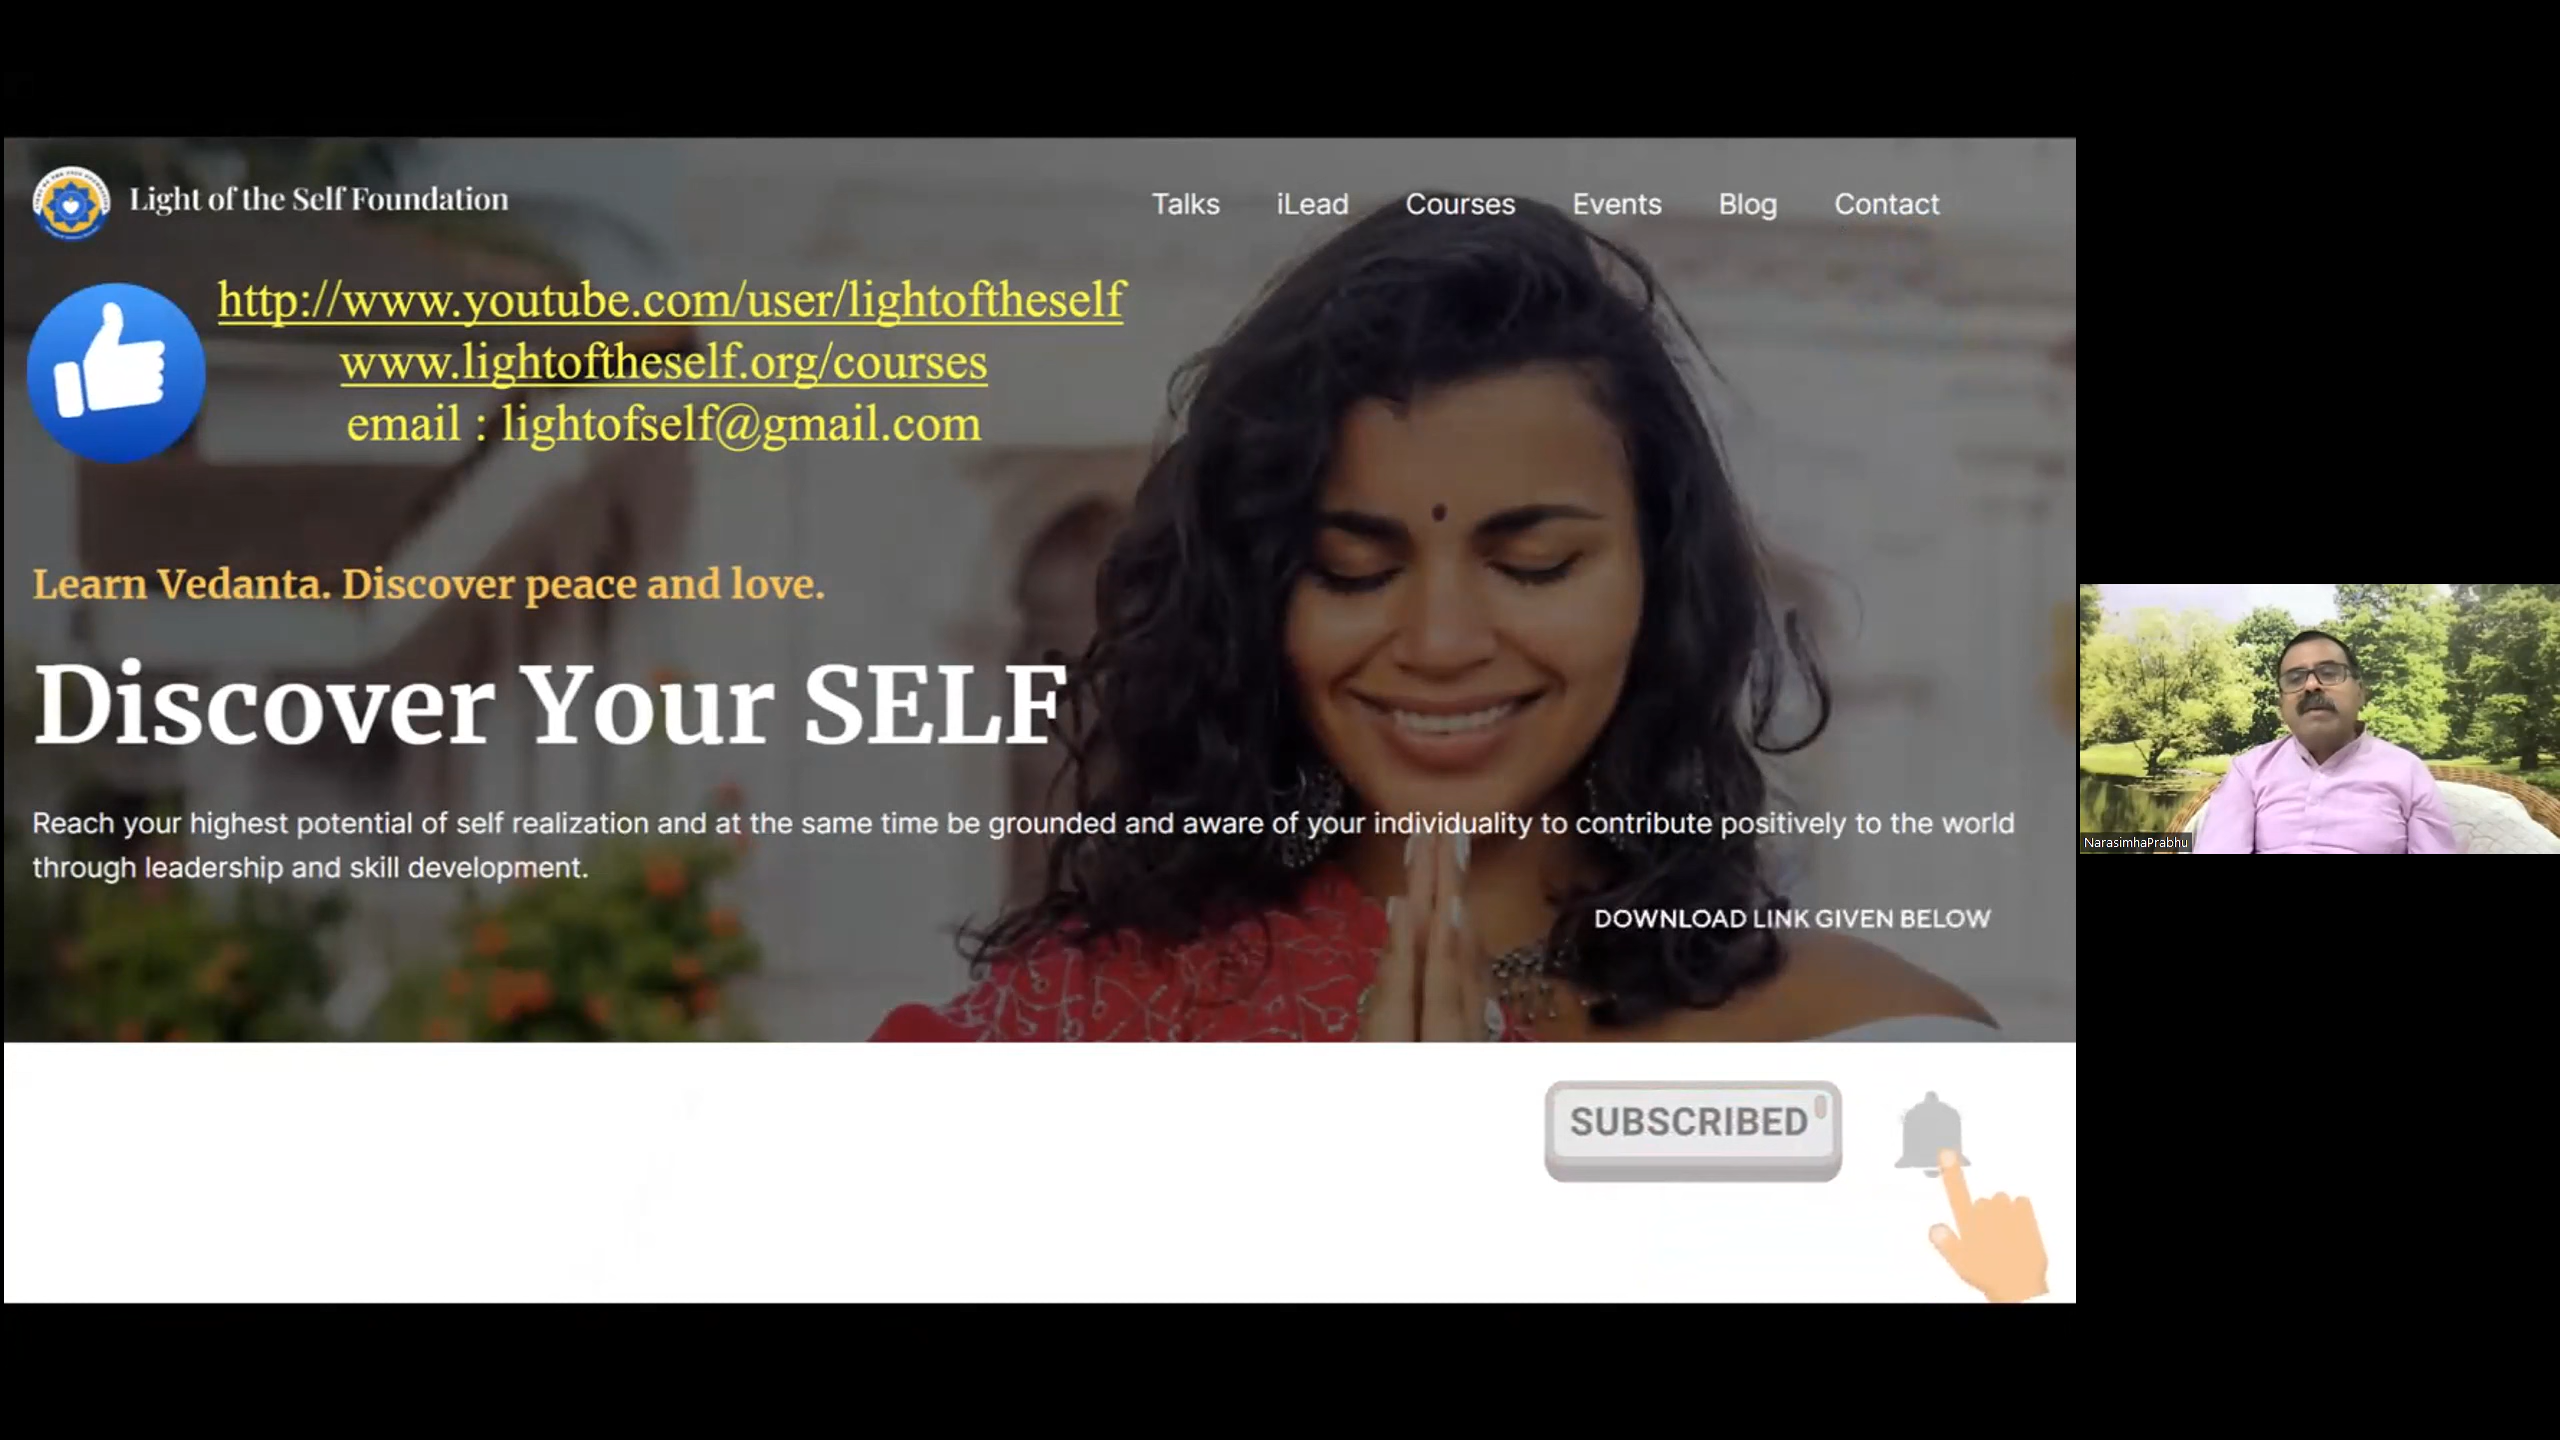 Light of the Self Foundation
Talks iLead Courses Events Blog Contact
http://www.youtube.com/user/lightoftheself
www.lightoftheself.org/courses
email : lightofself@gmail.com
Learn Vedanta. Discover peace and love.
Discover Your SELF
Reach your highest potential of self realization and at the same time be grounded and aware of your individuality to contribute positively to the world
through leadership and skill development.
DOWNLOAD LINK GIVEN BELOW
NarasimhaPrabhu
SUBSCRIBED